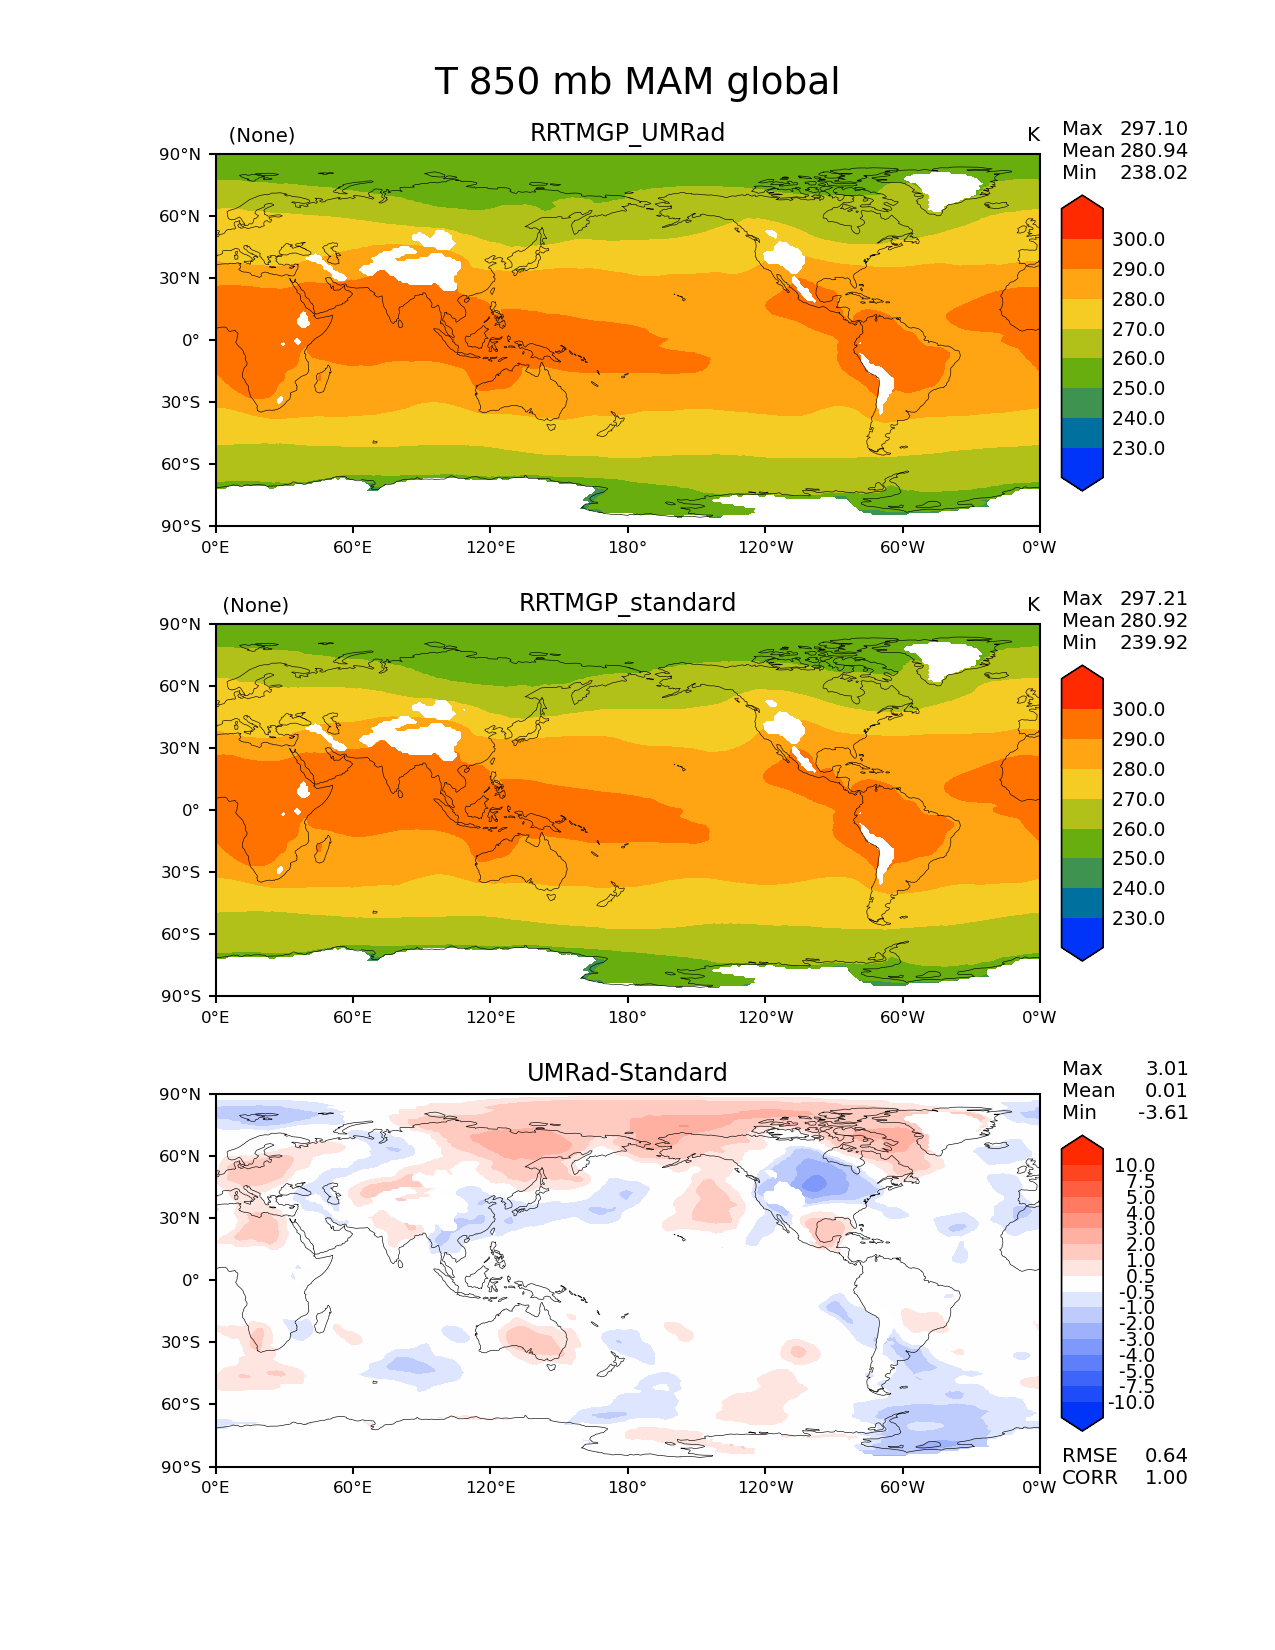 T 850 mb MAM global
(None) RRTMGP_UMRad K
Max 297.10
Mean 280.94
Min 238.02
90°N
60°N
30°N
0°
30°S
60°S
90°S
0°E 60°E 120°E 180° 120°W 60°W 0°W
300.0
290.0
280.0
270.0
260.0
250.0
240.0
230.0
(None) RRTMGP_standard K
Max 297.21
Mean 280.92
Min 239.92
90°N
60°N
30°N
0°
30°S
60°S
90°S
0°E 60°E 120°E 180° 120°W 60°W 0°W
300.0
290.0
280.0
270.0
260.0
250.0
240.0
230.0
UMRad-Standard
Max 3.01
Mean 0.01
Min -3.61
90°N
60°N
30°N
0°
30°S
60°S
90°S
0°E 60°E 120°E 180° 120°W 60°W 0°W
10.0
7.5
5.0
4.0
3.0
2.0
1.0
0.5
-0.5
-1.0
-2.0
-3.0
-4.0
-5.0
-7.5
-10.0
RMSE 0.64
CORR 1.00